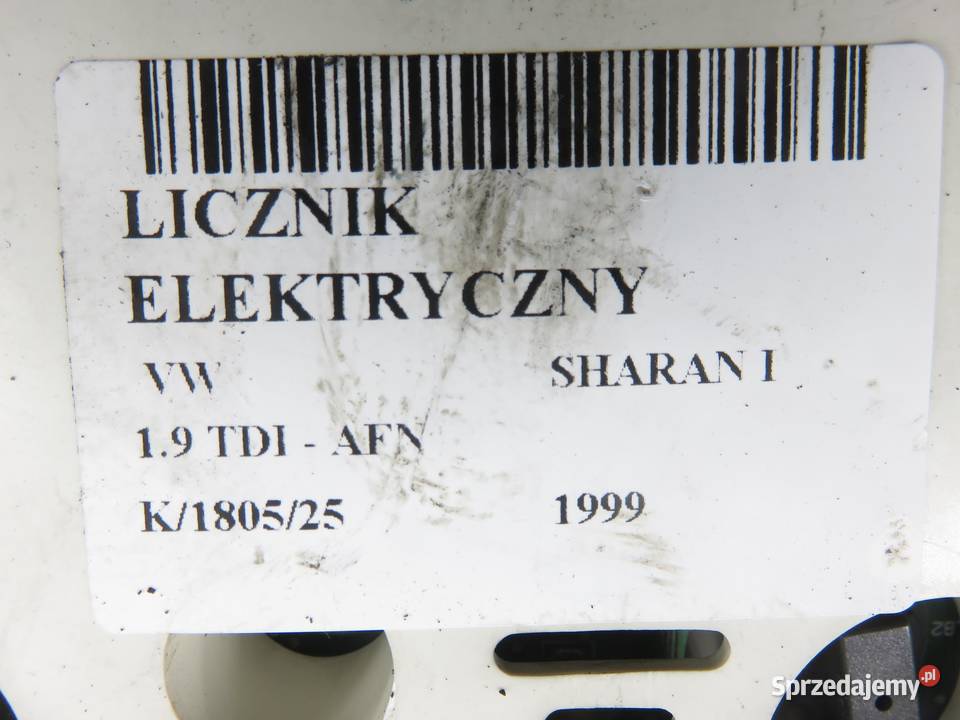 LICZNIK
ELEKTRYCZNY
VW SHARAN I
1.9 TDI - AFN
K/1805/25 1999
Sprzedajemy.pl